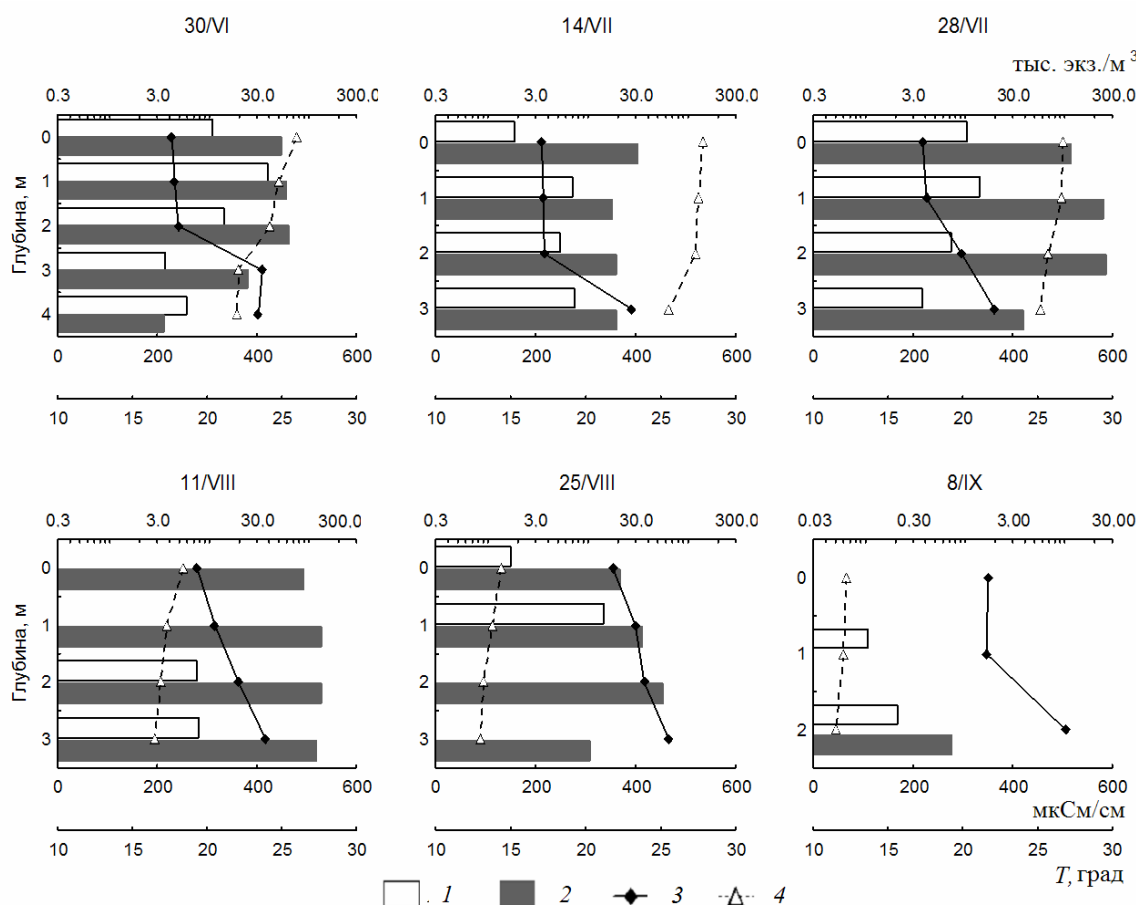 30/VI 14/VII 28/VII
тыс. экз./м 3
0.3 3.0 30.0 300.0 0.3 3.0 30.0 300.0 0.3 3.0 30.0 300.0
Глубина, м
0 0 0
1 1 1
2 2 2
3 3 3
4
0 200 400 600 0 200 400 600 0 200 400 600
10 15 20 25 30 10 15 20 25 30 10 15 20 25 30
11/VIII 25/VIII 8/IX
0.3 3.0 30.0 300.0 0.3 3.0 30.0 300.0 0.03 0.30 3.00 30.00
Глубина, м
0 0 0
1 1 1
2 2 2
3 3
0 200 400 600 0 200 400 600 0 200 400 600
мкСм/см
10 15 20 25 30 10 15 20 25 30 10 15 20 25 30
T, град
1 2 3 4